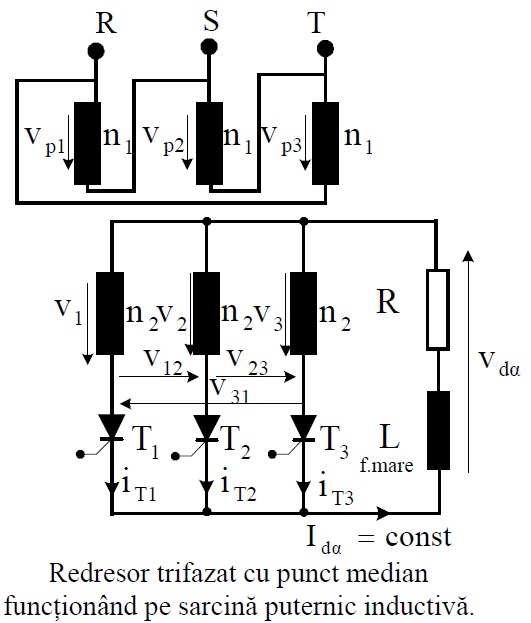 R S T
v p1 n 1 v p2 n 1 v p3 n 1
v 1 n 2 v 2 n 2 v 3 n 2 R
v 12 v 23 v dα
v 31
T 1 T 2 T 3 L
f.mare
i T1 i T2 i T3
I dα = const
Redresor trifazat cu punct median
funcționând pe sarcină puternic inductivă.